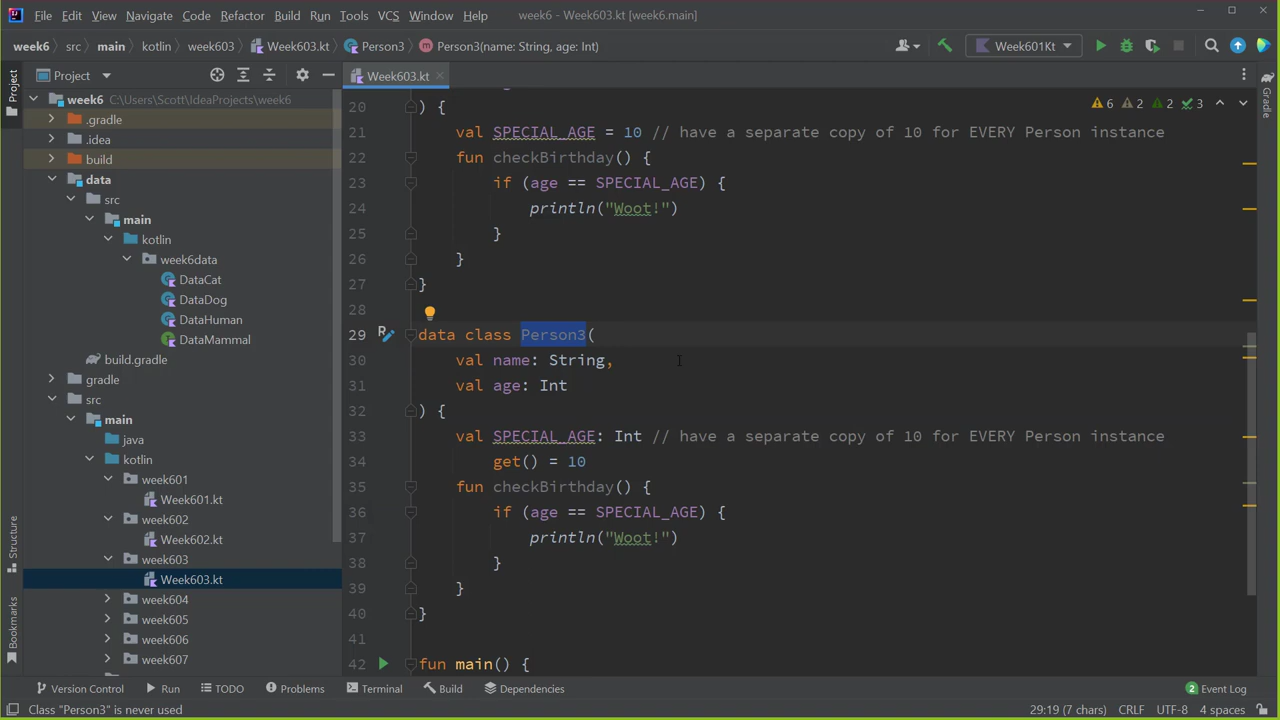 File Edit View Navigate Code Refactor Build Run Tools VCS Window Help week6 - Week603.kt [week6.main]
week6 src main kotlin week603 Week603.kt Person3 Person3(name: String, age: Int) Week601Kt
Project Week603.kt
Project
Structure
Bookmarks
Gradle
week6 C:\Users\Scott\IdeaProjects\week6
.gradle
.idea
build
data
src
main
kotlin
week6data
DataCat
DataDog
DataHuman
DataMammal
build.gradle
gradle
src
main
java
kotlin
week601
Week601.kt
week602
Week602.kt
week603
Week603.kt
week604
week605
week606
week607
6 2 2 3
20 ) {
21 val SPECIAL_AGE = 10 // have a separate copy of 10 for EVERY Person instance
22 fun checkBirthday() {
23 if (age == SPECIAL_AGE) {
24 println("Woot!")
25 }
26 }
27 }
28
29 data class Person3(
30 val name: String,
31 val age: Int
32 ) {
33 val SPECIAL_AGE: Int // have a separate copy of 10 for EVERY Person instance
34 get() = 10
35 fun checkBirthday() {
36 if (age == SPECIAL_AGE) {
37 println("Woot!")
38 }
39 }
40 }
41
42 fun main() {
Version Control Run TODO Problems Terminal Build Dependencies 2 Event Log
Class "Person3" is never used 29:19 (7 chars) CRLF UTF-8 4 spaces